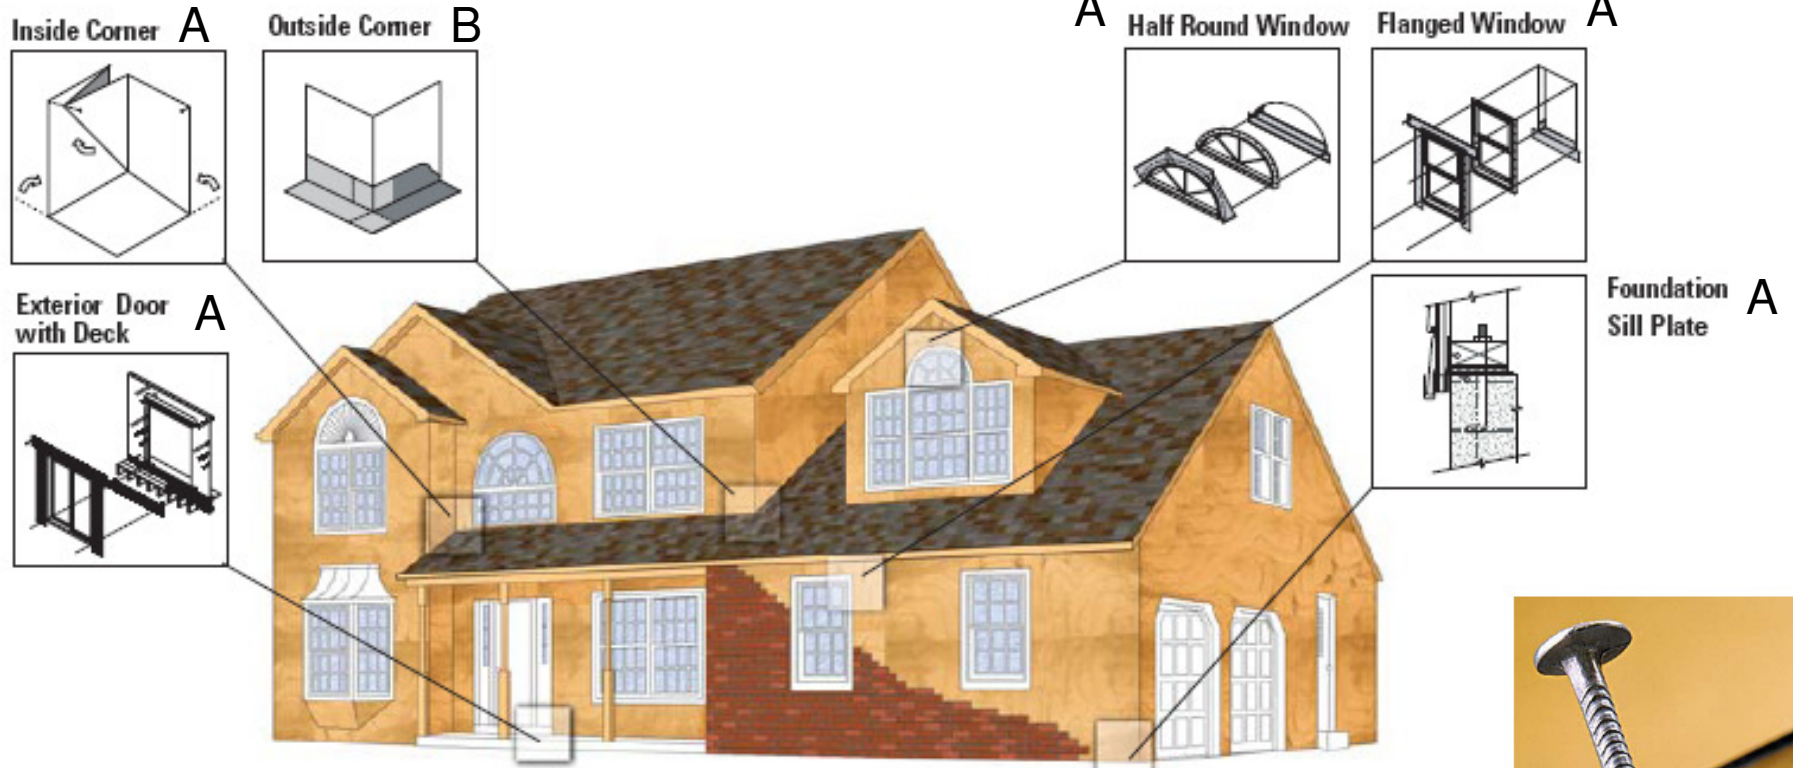 Inside Corner A
Outside Corner B
A Half Round Window
Flanged Window A
Exterior Door
with Deck A
Foundation
Sill Plate A